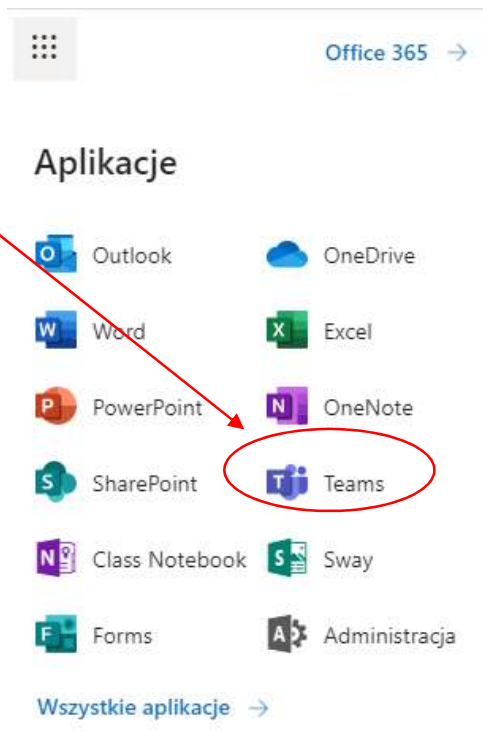 Office 365 →
Aplikacje
Outlook OneDrive
Word Excel
PowerPoint OneNote
SharePoint Teams
Class Notebook Sway
Forms Administracja
Wszystkie aplikacje →